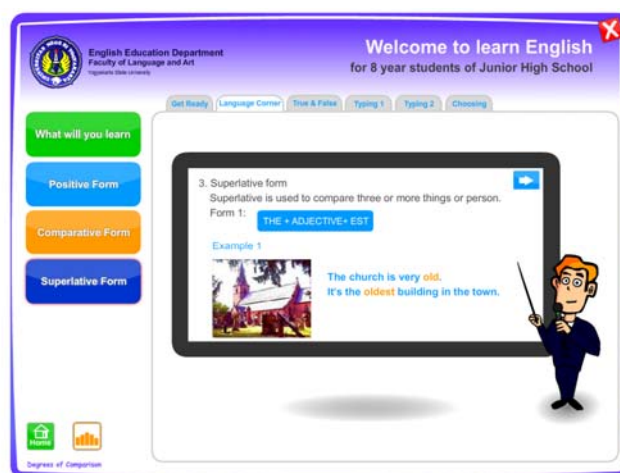 English Education Department
Faculty of Language and Art
Yogyakarta State University
Welcome to learn English
for 8 year students of Junior High School
X
Get Ready
Language Corner
True & False
Typing 1
Typing 2
Choosing
What will you learn
Positive Form
Comparative Form
Superlative Form
3. Superlative form
Superlative is used to compare three or more things or person.
Form 1:
THE + ADJECTIVE+ EST
Example 1
The church is very old.
It's the oldest building in the town.
Home
Degrees of Comparison